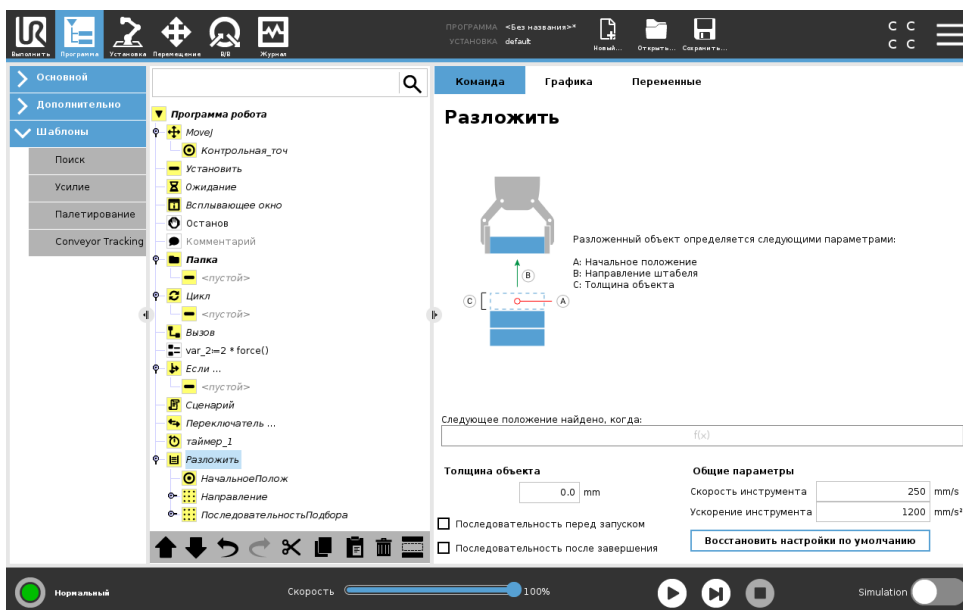 ПРОГРАММА <Без названия>*
УСТАНОВКА default
Выполнить Программа Установка Перемещение В/В Журнал
Новый... Открыть... Сохранить...
C C
C C
Основной
Дополнительно
Шаблоны
Поиск
Усилие
Палетирование
Conveyor Tracking
Программа робота
MoveJ
Контрольная_точ
Установить
Ожидание
Всплывающее окно
Останов
Комментарий
Папка
<пустой>
Цикл
<пустой>
Вызов
var_2≔2 * force()
Если ...
<пустой>
Сценарий
Переключатель ...
таймер_1
Разложить
НачальноеПолож
Направление
ПоследовательностьПодбора
Команда Графика Переменные
Разложить
B
C
A
Разложенный объект определяется следующими параметрами:
A: Начальное положение
B: Направление штабеля
C: Толщина объекта
Следующее положение найдено, когда:
f(x)
Толщина объекта
0.0 mm
Последовательность перед запуском
Последовательность после завершения
Общие параметры
Скорость инструмента 250 mm/s
Ускорение инструмента 1200 mm/s²
Восстановить настройки по умолчанию
Нормальный
Скорость 100%
Simulation